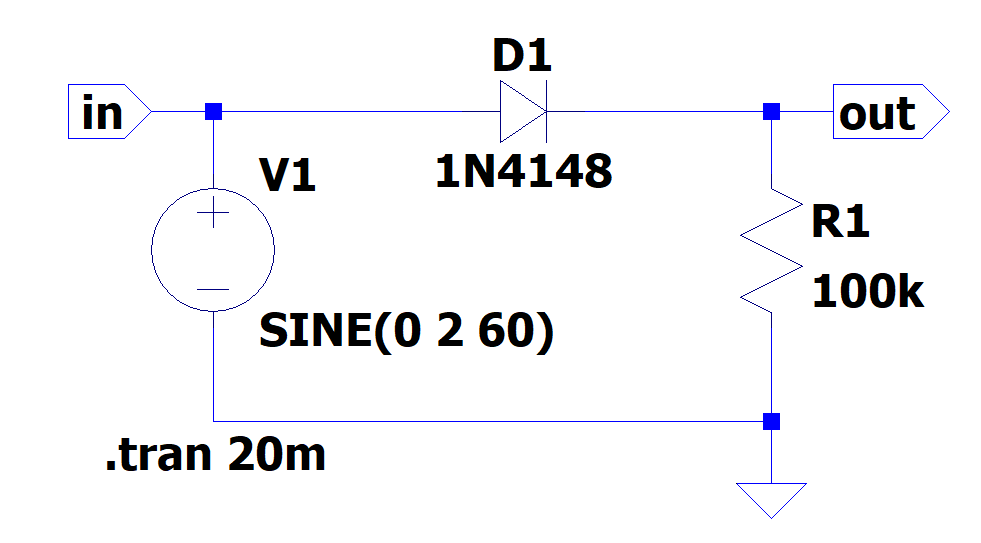 D1
in
out
1N4148
V1
R1
100k
SINE(0 2 60)
.tran 20m